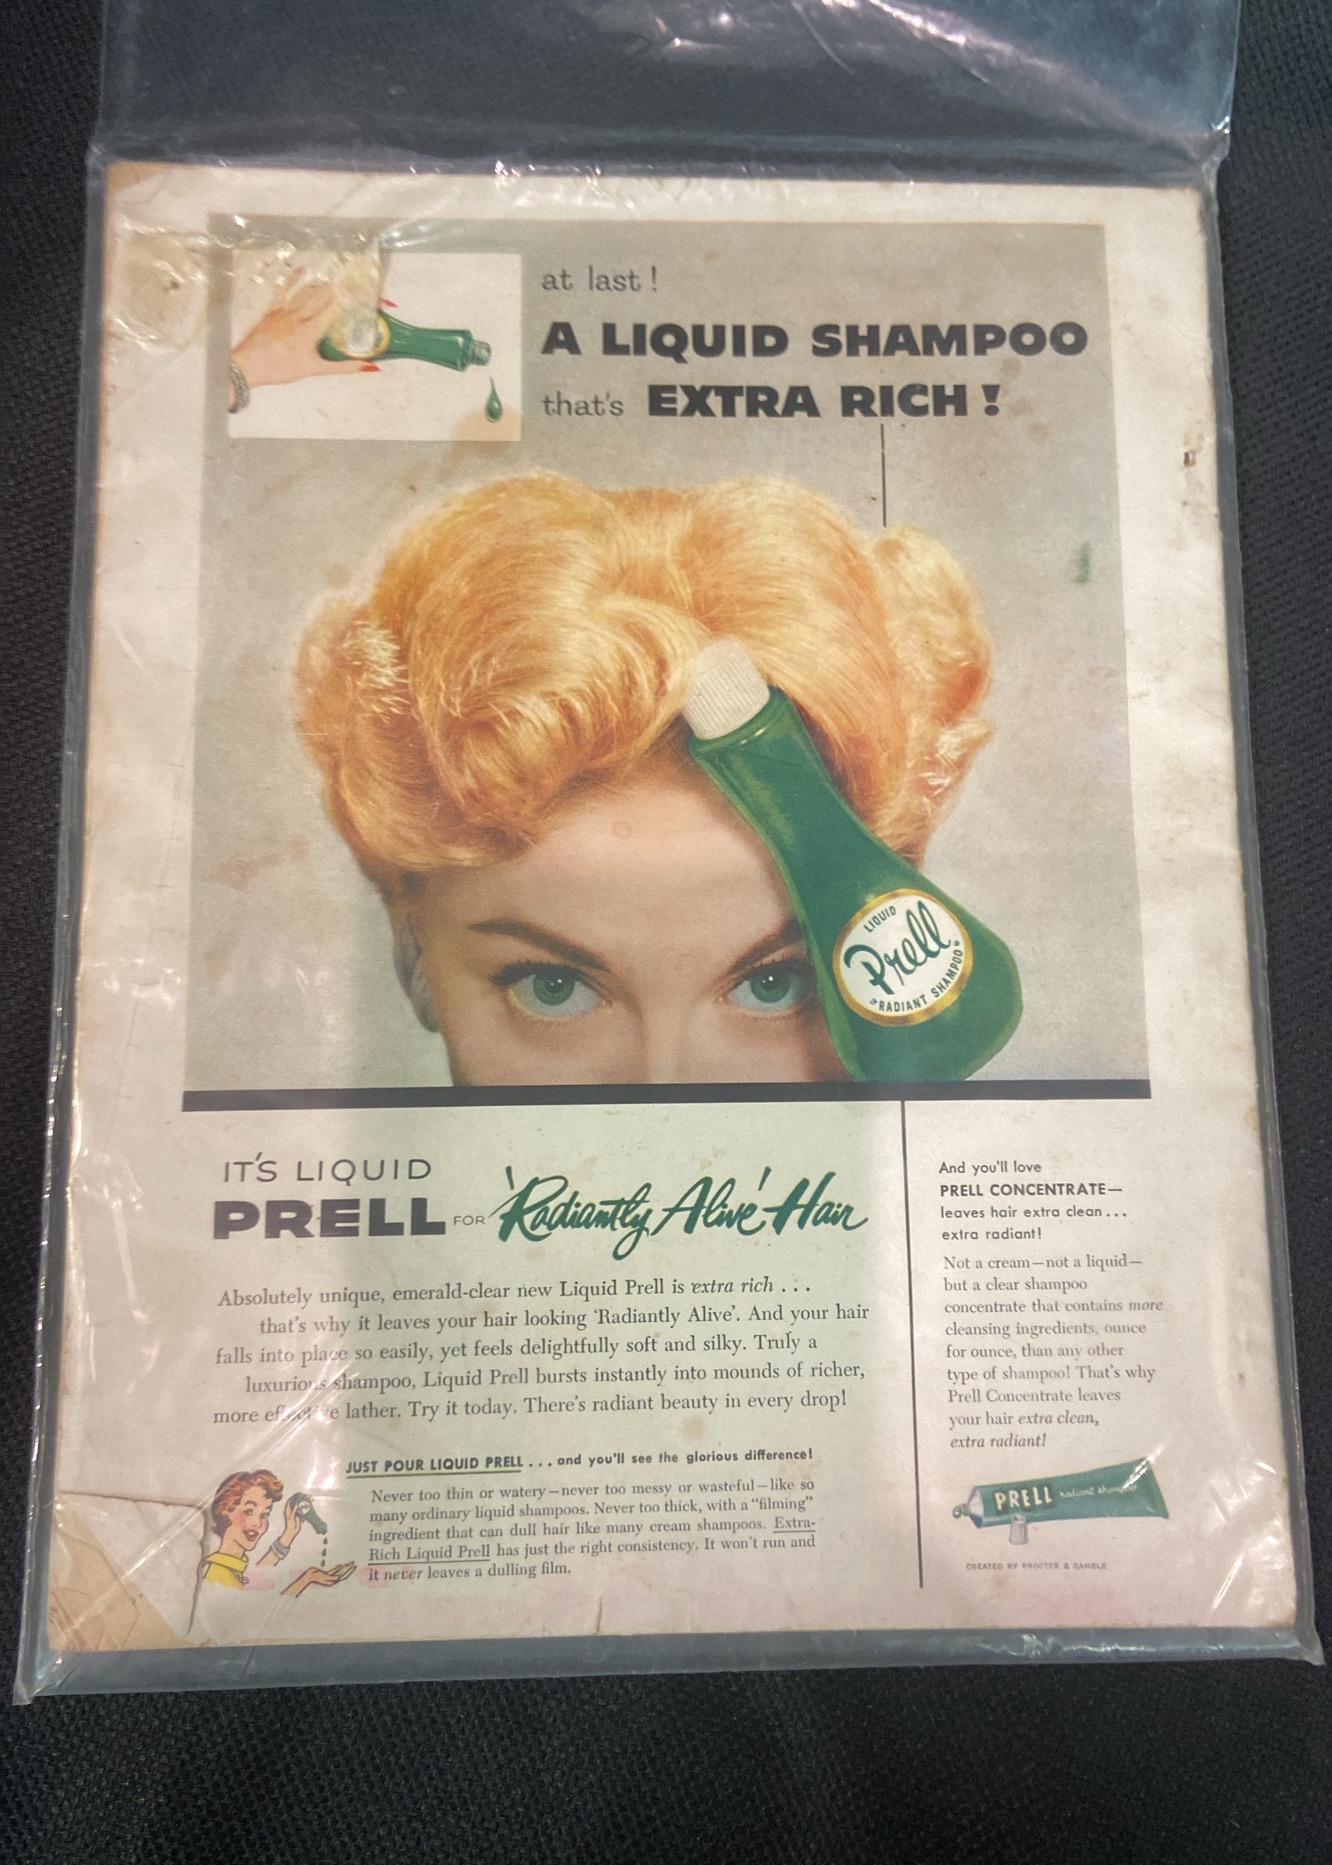 at last !
A LIQUID SHAMPOO
that's EXTRA RICH !
LIQUID
Prell
RADIANT SHAMPOO
IT'S LIQUID
PRELL FOR 'Radiantly Alive' Hair
Absolutely unique, emerald-clear new Liquid Prell is extra rich . . .
that's why it leaves your hair looking 'Radiantly Alive'. And your hair
falls into place so easily, yet feels delightfully soft and silky. Truly a
luxurious shampoo, Liquid Prell bursts instantly into mounds of richer,
more effective lather. Try it today. There's radiant beauty in every drop!
JUST POUR LIQUID PRELL . . . and you'll see the glorious difference!
Never too thin or watery—never too messy or wasteful—like so
many ordinary liquid shampoos. Never too thick, with a "filming"
ingredient that can dull hair like many cream shampoos. Extra-
Rich Liquid Prell has just the right consistency. It won't run and
it never leaves a dulling film.
And you'll love
PRELL CONCENTRATE—
leaves hair extra clean . . .
extra radiant!
Not a cream—not a liquid—
but a clear shampoo
concentrate that contains more
cleansing ingredients, ounce
for ounce, than any other
type of shampoo! That's why
Prell Concentrate leaves
your hair extra clean,
extra radiant!
PRELL radiant shampoo
CREATED BY PROCTER & GAMBLE